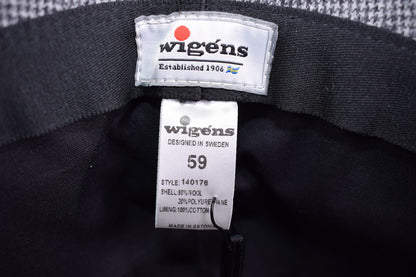 wigéns
Established 1906
wigéns
DESIGNED IN SWEDEN
59
STYLE: 140176
SHELL:80%WOOL
20%POLYURETHANE
LINING:100%COTTON
MADE IN ESTONIA